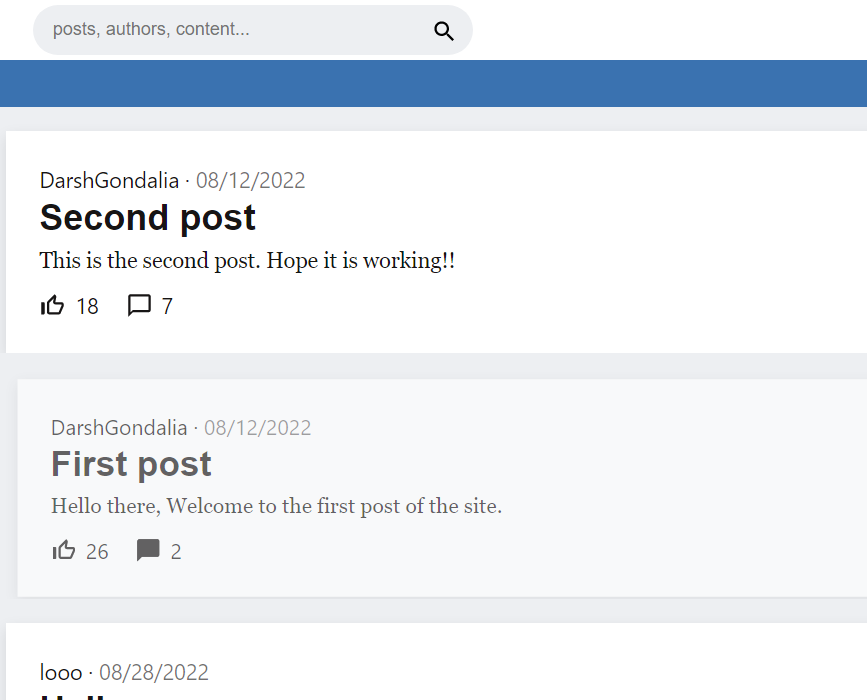 posts, authors, content...
DarshGondalia · 08/12/2022
Second post
This is the second post. Hope it is working!!
18 7
DarshGondalia · 08/12/2022
First post
Hello there, Welcome to the first post of the site.
26 2
looo · 08/28/2022